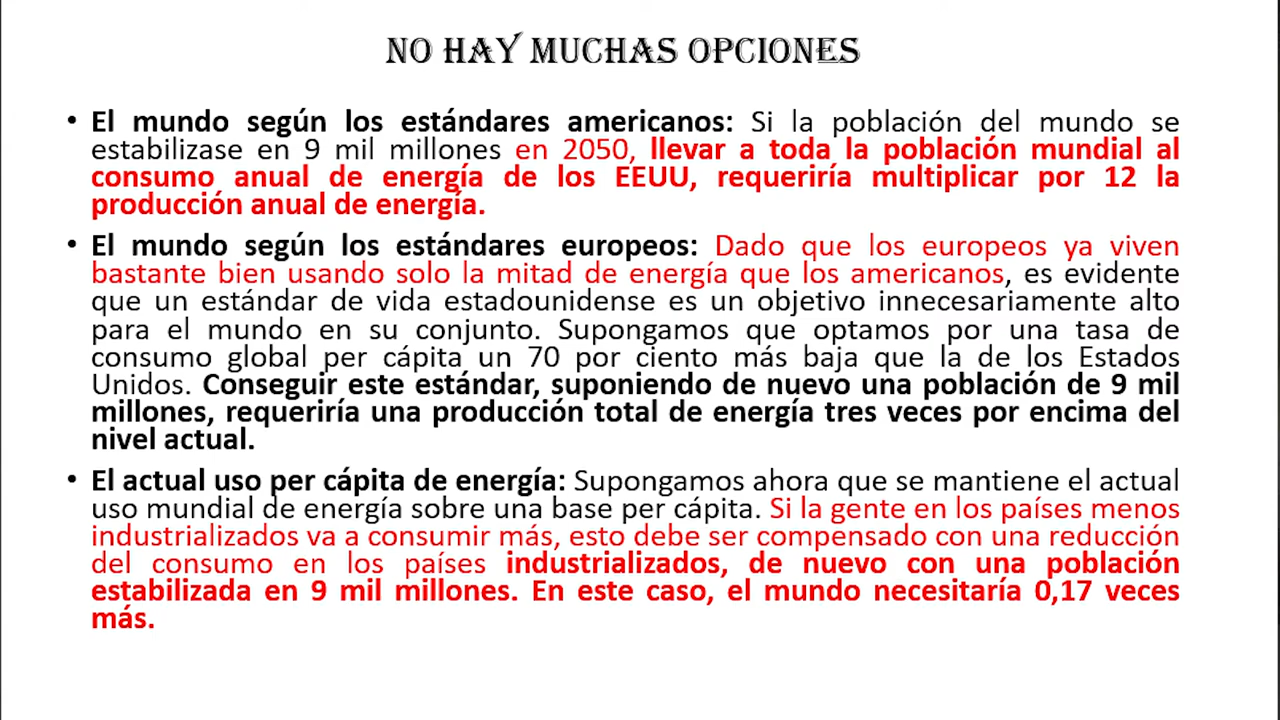 NO HAY MUCHAS OPCIONES
• El mundo según los estándares americanos: Si la población del mundo se
estabilizase en 9 mil millones en 2050, llevar a toda la población mundial al
consumo anual de energía de los EEUU, requeriría multiplicar por 12 la
producción anual de energía.
• El mundo según los estándares europeos: Dado que los europeos ya viven
bastante bien usando solo la mitad de energía que los americanos, es evidente
que un estándar de vida estadounidense es un objetivo innecesariamente alto
para el mundo en su conjunto. Supongamos que optamos por una tasa de
consumo global per cápita un 70 por ciento más baja que la de los Estados
Unidos. Conseguir este estándar, suponiendo de nuevo una población de 9 mil
millones, requeriría una producción total de energía tres veces por encima del
nivel actual.
• El actual uso per cápita de energía: Supongamos ahora que se mantiene el actual
uso mundial de energía sobre una base per cápita. Si la gente en los países menos
industrializados va a consumir más, esto debe ser compensado con una reducción
del consumo en los países industrializados, de nuevo con una población
estabilizada en 9 mil millones. En este caso, el mundo necesitaría 0,17 veces
más.